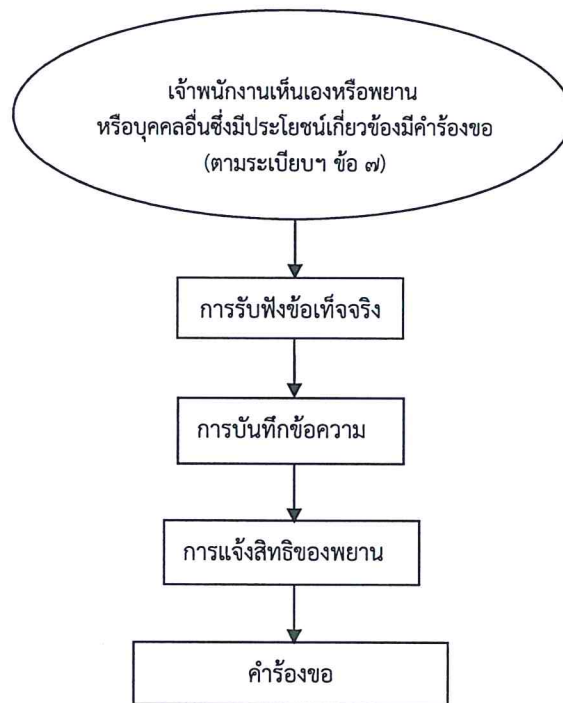 เจ้าพนักงานเห็นเองหรือพยาน
หรือบุคคลอื่นซึ่งมีประโยชน์เกี่ยวข้องมีคำร้องขอ
(ตามระเบียบฯ ข้อ ๗)
การรับฟังข้อเท็จจริง
การบันทึกข้อความ
การแจ้งสิทธิของพยาน
คำร้องขอ